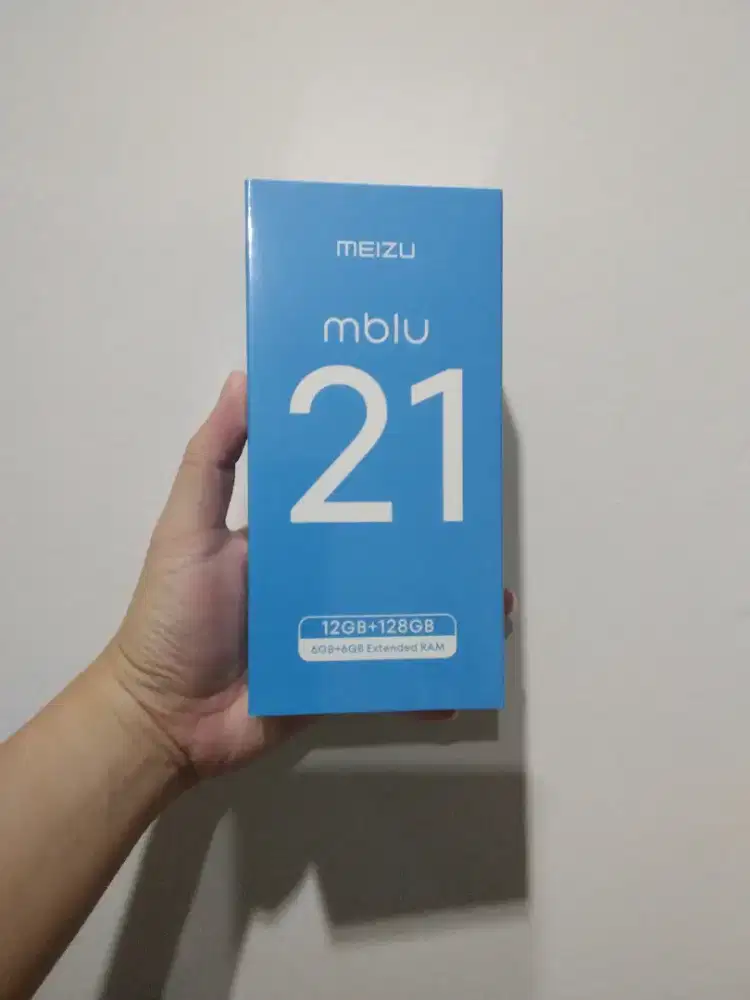 MEIZU
mblu
21
12GB+128GB
6GB+6GB Extended RAM